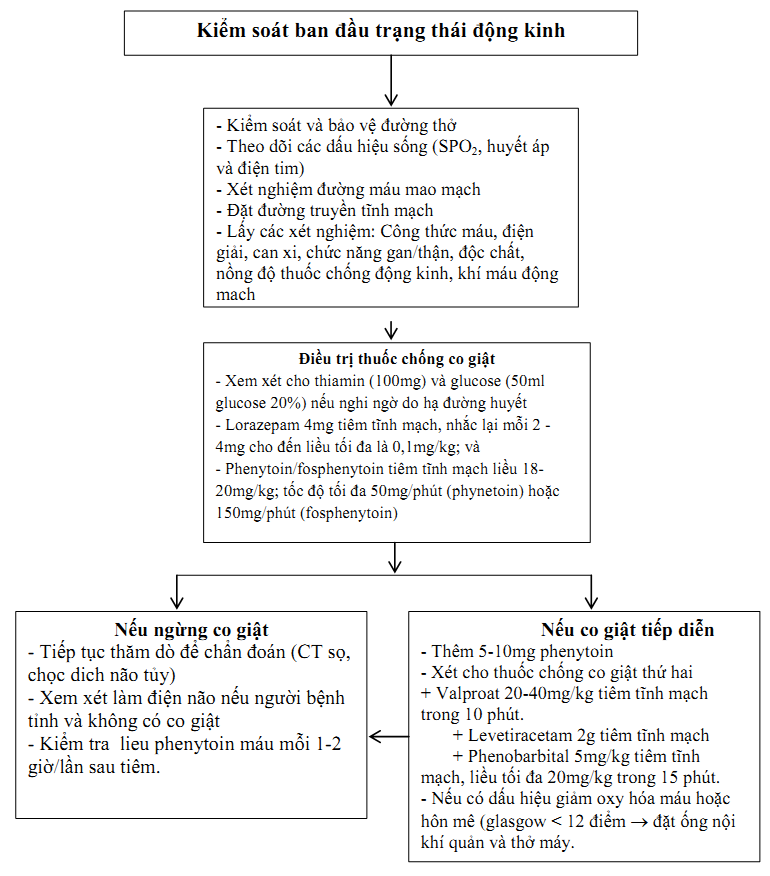 Kiểm soát ban đầu trạng thái động kinh
- Kiểm soát và bảo vệ đường thở
- Theo dõi các dấu hiệu sống (SPO₂, huyết áp
và điện tim)
- Xét nghiệm đường máu mao mạch
- Đặt đường truyền tĩnh mạch
- Lấy các xét nghiệm: Công thức máu, điện
giải, can xi, chức năng gan/thận, độc chất,
nồng độ thuốc chống động kinh, khí máu động
mach
Điều trị thuốc chống co giật
- Xem xét cho thiamin (100mg) và glucose (50ml
glucose 20%) nếu nghi ngờ do hạ đường huyết
- Lorazepam 4mg tiêm tĩnh mạch, nhắc lại mỗi 2 -
4mg cho đến liều tối đa là 0,1mg/kg; và
- Phenytoin/fosphenytoin tiêm tĩnh mạch liều 18-
20mg/kg; tốc độ tối đa 50mg/phút (phynetoin) hoặc
150mg/phút (fosphenytoin)
Nếu ngừng co giật
- Tiếp tục thăm dò để chẩn đoán (CT sọ,
chọc dich não tủy)
- Xem xét làm điện não nếu người bệnh
tỉnh và không có co giật
- Kiểm tra lieu phenytoin máu mỗi 1-2
giờ/lần sau tiêm.
Nếu co giật tiếp diễn
- Thêm 5-10mg phenytoin
- Xét cho thuốc chống co giật thứ hai
+ Valproat 20-40mg/kg tiêm tĩnh mạch
trong 10 phút.
+ Levetiracetam 2g tiêm tĩnh mạch
+ Phenobarbital 5mg/kg tiêm tĩnh
mạch, liều tối đa 20mg/kg trong 15 phút.
- Nếu có dấu hiệu giảm oxy hóa máu hoặc
hôn mê (glasgow < 12 điểm → đặt ống nội
khí quản và thở máy.